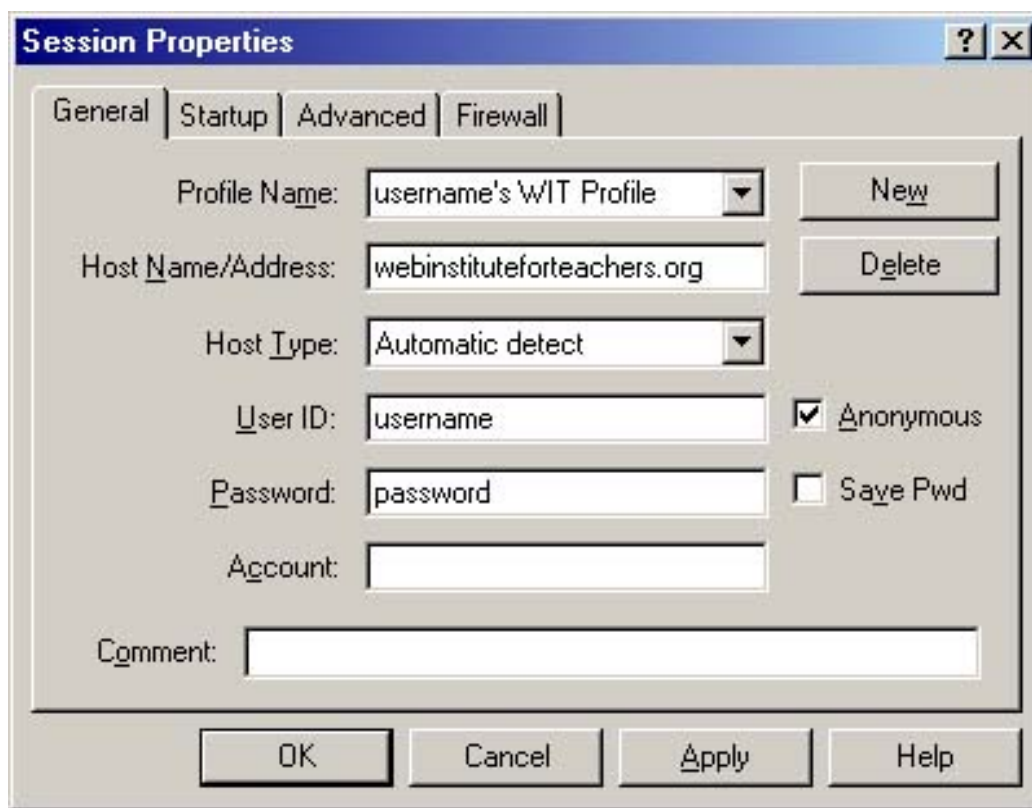 Session Properties
General Startup Advanced Firewall
Profile Name: username's WIT Profile New
Host Name/Address: webinstituteforteachers.org Delete
Host Type: Automatic detect
User ID: username Anonymous
Password: password Save Pwd
Account:
Comment:
OK Cancel Apply Help